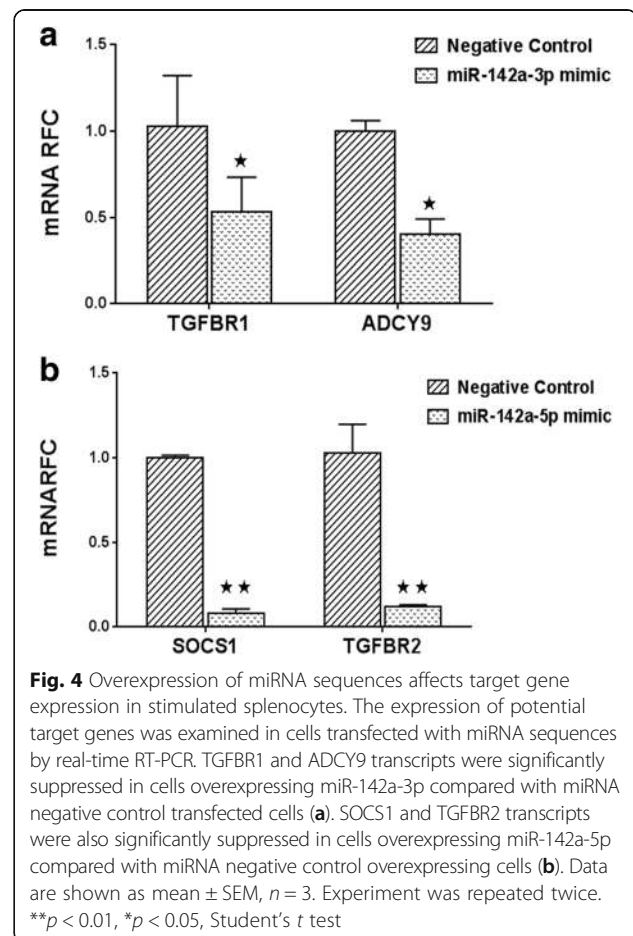 a
1.5
1.0
0.5
0.0
mRNA RFC
Negative Control
miR-142a-3p mimic
★
★
TGFBR1
ADCY9
b
1.5
1.0
0.5
0.0
mRNARFC
Negative Control
miR-142a-5p mimic
★★
★★
SOCS1
TGFBR2
Fig. 4 Overexpression of miRNA sequences affects target gene
expression in stimulated splenocytes. The expression of potential
target genes was examined in cells transfected with miRNA sequences
by real-time RT-PCR. TGFBR1 and ADCY9 transcripts were significantly
suppressed in cells overexpressing miR-142a-3p compared with miRNA
negative control transfected cells (a). SOCS1 and TGFBR2 transcripts
were also significantly suppressed in cells overexpressing miR-142a-5p
compared with miRNA negative control overexpressing cells (b). Data
are shown as mean ± SEM, n = 3. Experiment was repeated twice.
**p < 0.01, *p < 0.05, Student's t test